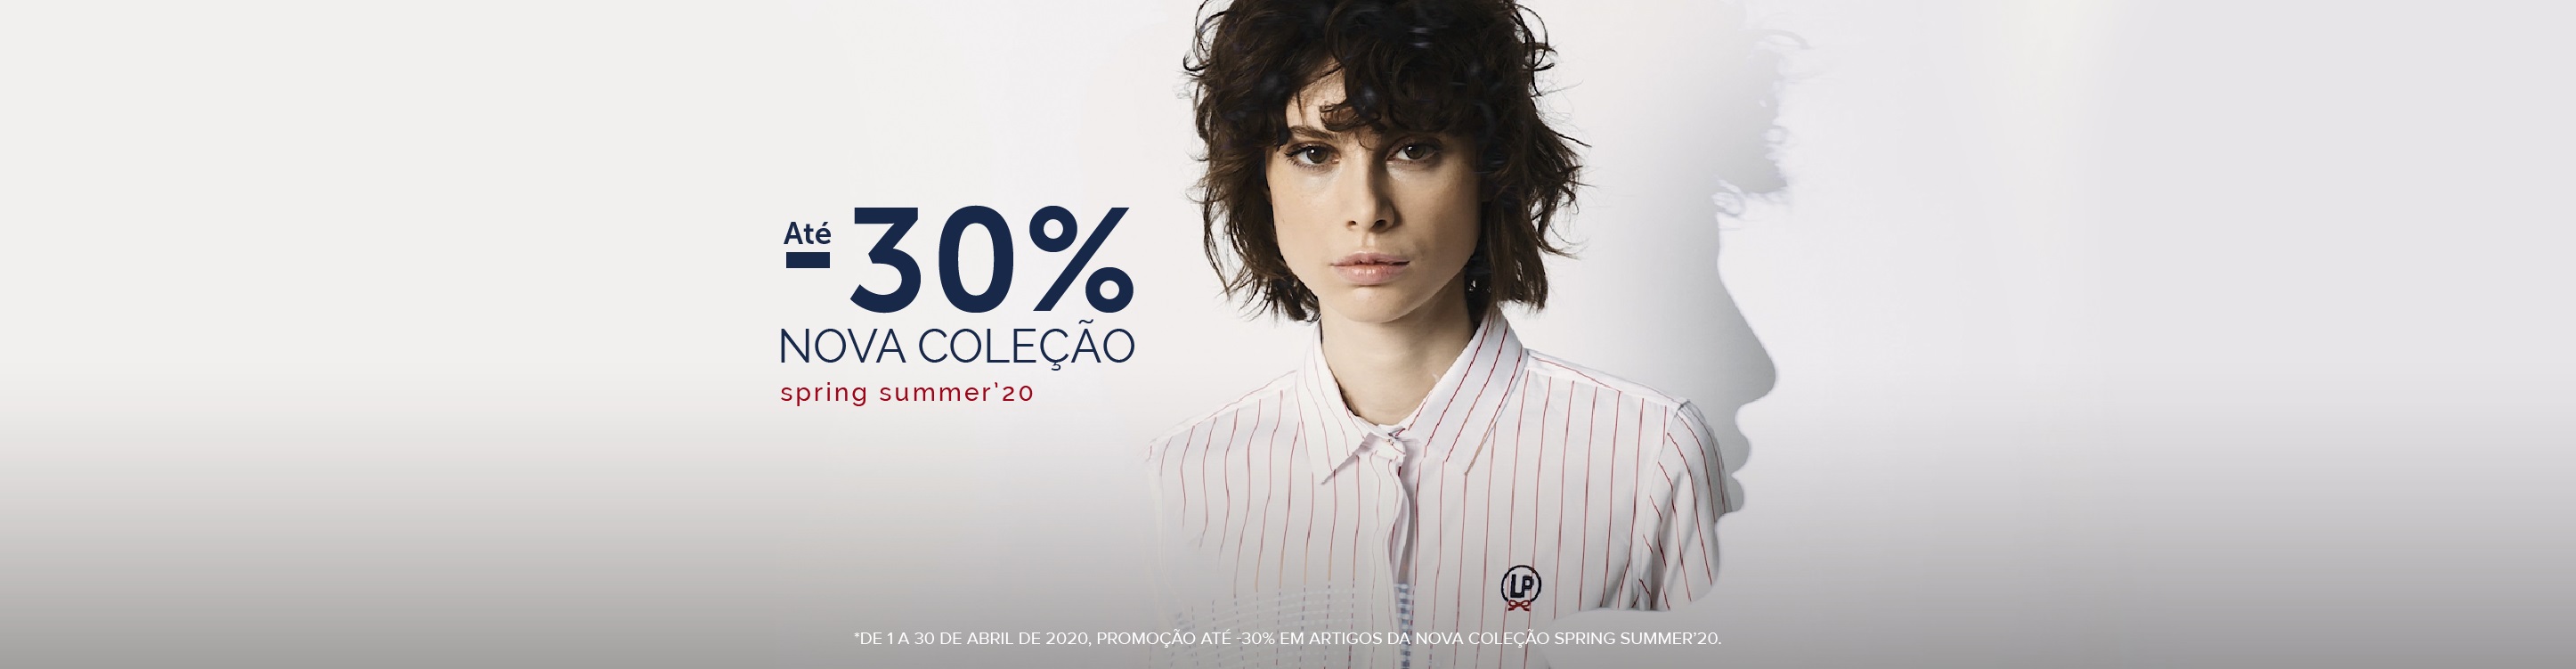 Até
-30%
NOVA COLEÇÃO
spring summer'20
LP
*DE 1 A 30 DE ABRIL DE 2020, PROMOÇÃO ATÉ -30% EM ARTIGOS DA NOVA COLEÇÃO SPRING SUMMER'20.